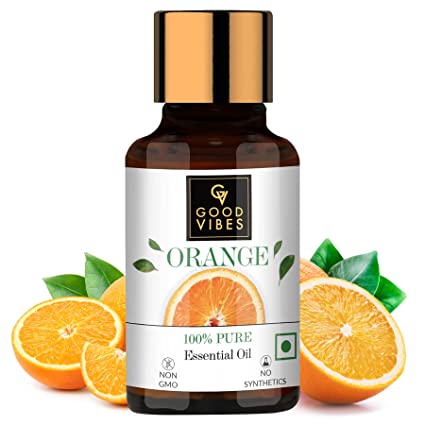 GV
GOOD
VIBES
ORANGE
100% PURE
Essential Oil
NON
GMO
NO
SYNTHETICS